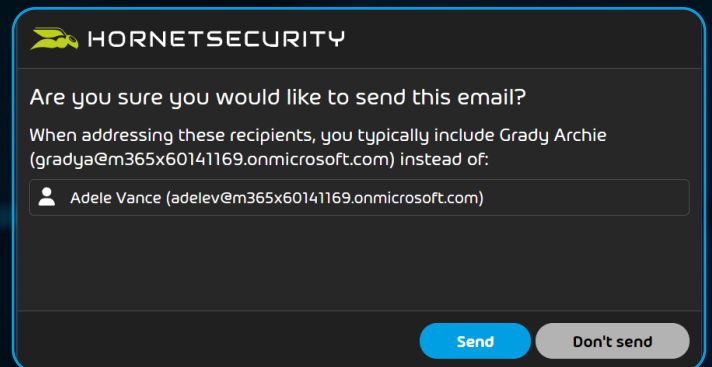 HORNETSECURITY
Are you sure you would like to send this email?
When addressing these recipients, you typically include Grady Archie
(gradya@m365x60141169.onmicrosoft.com) instead of:
Adele Vance (adelev@m365x60141169.onmicrosoft.com)
Send Don't send